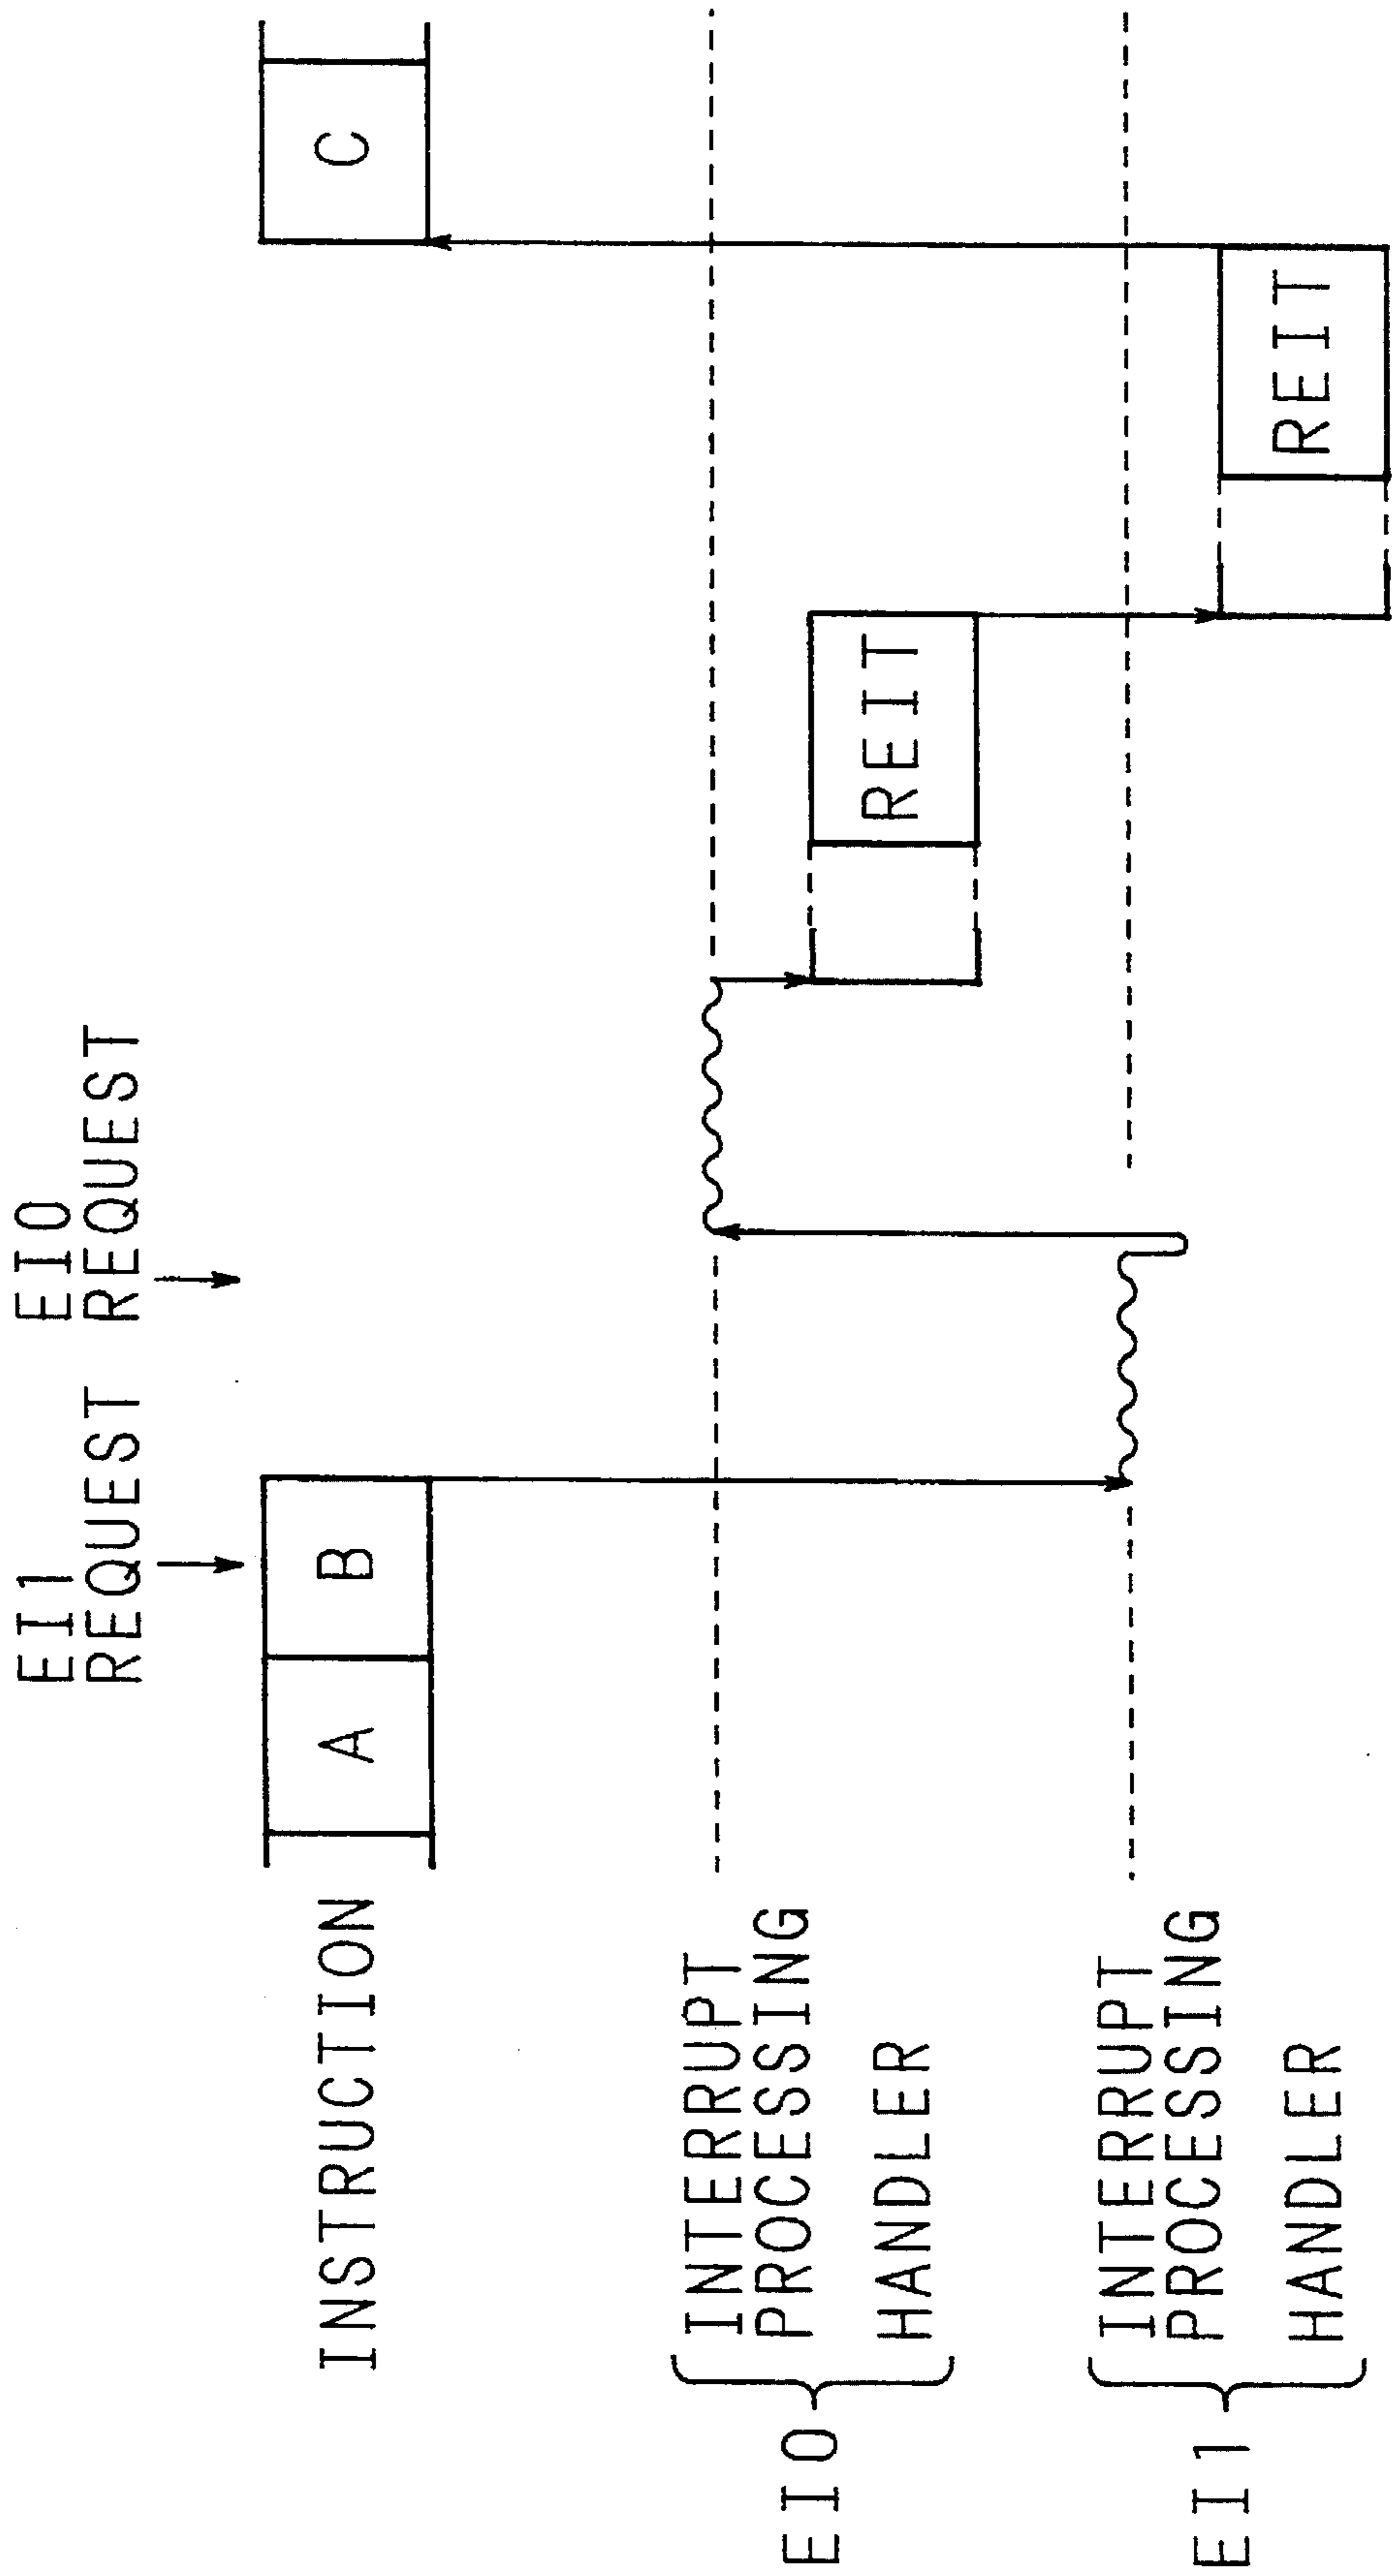 EI1
REQUEST
EI0
REQUEST
INSTRUCTION
A
B
C
EI0
INTERRUPT
PROCESSING
HANDLER
REIT
EI1
INTERRUPT
PROCESSING
HANDLER
REIT